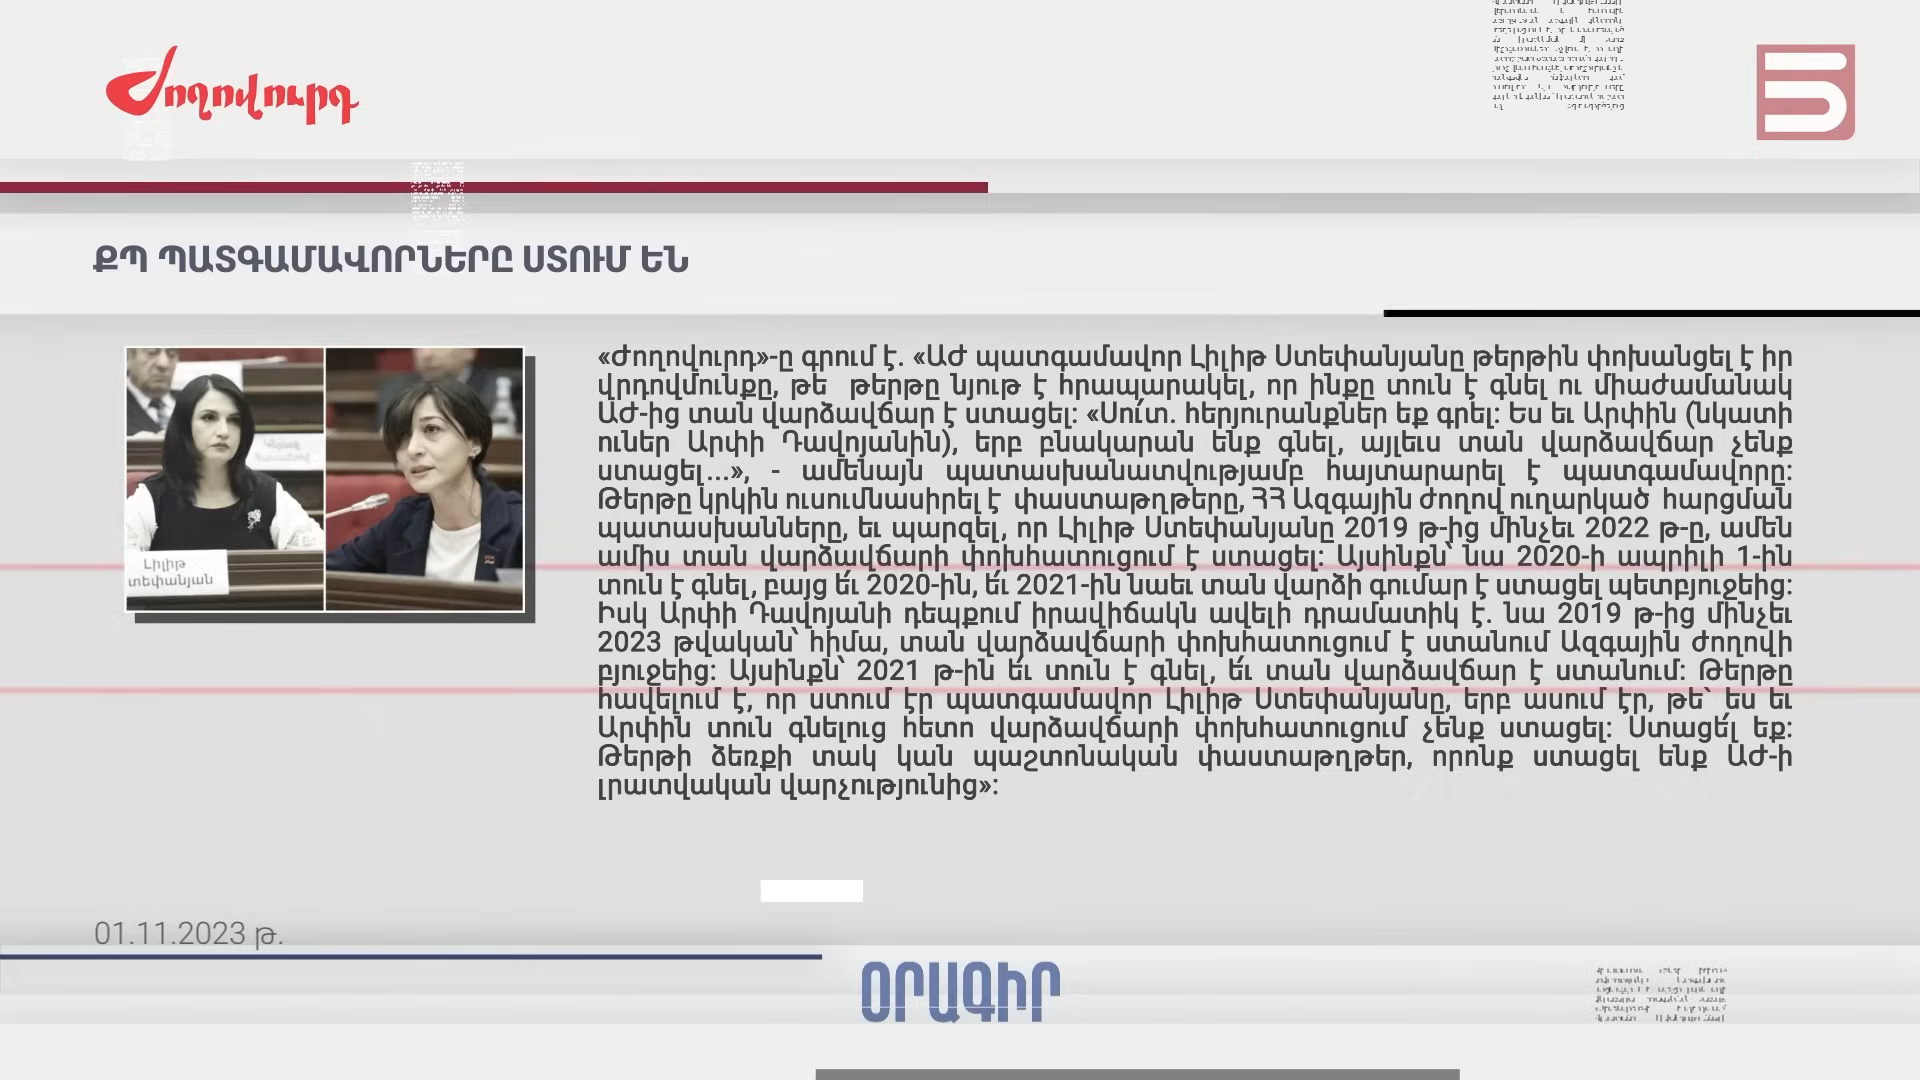 Ժողովուրդ
ՔՊ ՊԱՏԳԱՄԱՎՈՐՆԵՐԸ ՍՏՈՒՄ ԵՆ
Լիլիթ
տեփանյան
«Ժողովուրդ»-ը գրում է. «ԱԺ պատգամավոր Լիլիթ Ստեփանյանը թերթին փոխանցել է իր
վրդովմունքը, թե թերթը նյութ է հրապարակել, որ ինքը տուն է գնել ու միաժամանակ
ԱԺ-ից տան վարձավճար է ստացել: «Սո՛ւտ. հերյուրանքներ եք գրել: Ես եւ Արփին (նկատի
ուներ Արփի Դավոյանին), երբ բնակարան ենք գնել, այլեւս տան վարձավճար չենք
ստացել...», - ամենայն պատասխանատվությամբ հայտարարել է պատգամավորը:
Թերթը կրկին ուսումնասիրել է փաստաթղթերը, ՀՀ Ազգային ժողով ուղարկած հարցման
պատասխանները, եւ պարզել, որ Լիլիթ Ստեփանյանը 2019 թ-ից մինչեւ 2022 թ-ը, ամեն
ամիս տան վարձավճարի փոխհատուցում է ստացել: Այսինքն՝ նա 2020-ի ապրիլի 1-ին
տուն է գնել, բայց ե՛ւ 2020-ին, ե՛ւ 2021-ին նաեւ տան վարձի գումար է ստացել պետբյուջեից:
Իսկ Արփի Դավոյանի դեպքում իրավիճակն ավելի դրամատիկ է. նա 2019 թ-ից մինչեւ
2023 թվական՝ հիմա, տան վարձավճարի փոխհատուցում է ստանում Ազգային ժողովի
բյուջեից: Այսինքն՝ 2021 թ-ին ե՛ւ տուն է գնել, ե՛ւ տան վարձավճար է ստանում: Թերթը
հավելում է, որ ստում էր պատգամավոր Լիլիթ Ստեփանյանը, երբ ասում էր, թե՝ ես եւ
Արփին տուն գնելուց հետո վարձավճարի փոխհատուցում չենք ստացել: Ստացե՛լ եք:
Թերթի ձեռքի տակ կան պաշտոնական փաստաթղթեր, որոնք ստացել ենք ԱԺ-ի
լրատվական վարչությունից»:
01.11.2023 թ.
ՕՐԱԳԻՐ